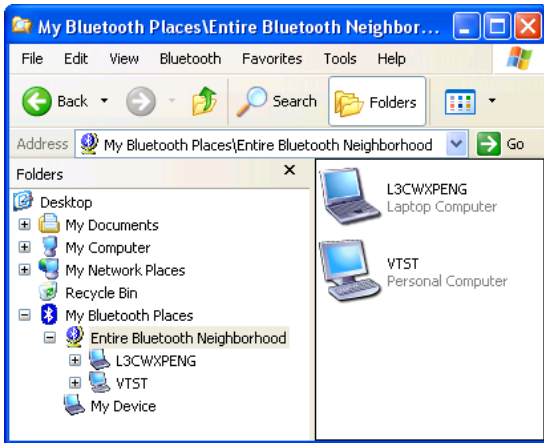 My Bluetooth Places\Entire Bluetooth Neighbor...
File Edit View Bluetooth Favorites Tools Help
Back Search Folders
Address My Bluetooth Places\Entire Bluetooth Neighborhood Go
Folders X
Desktop
My Documents
My Computer
My Network Places
Recycle Bin
My Bluetooth Places
Entire Bluetooth Neighborhood
L3CWXPENG
VTST
My Device
L3CWXPENG
Laptop Computer
VTST
Personal Computer